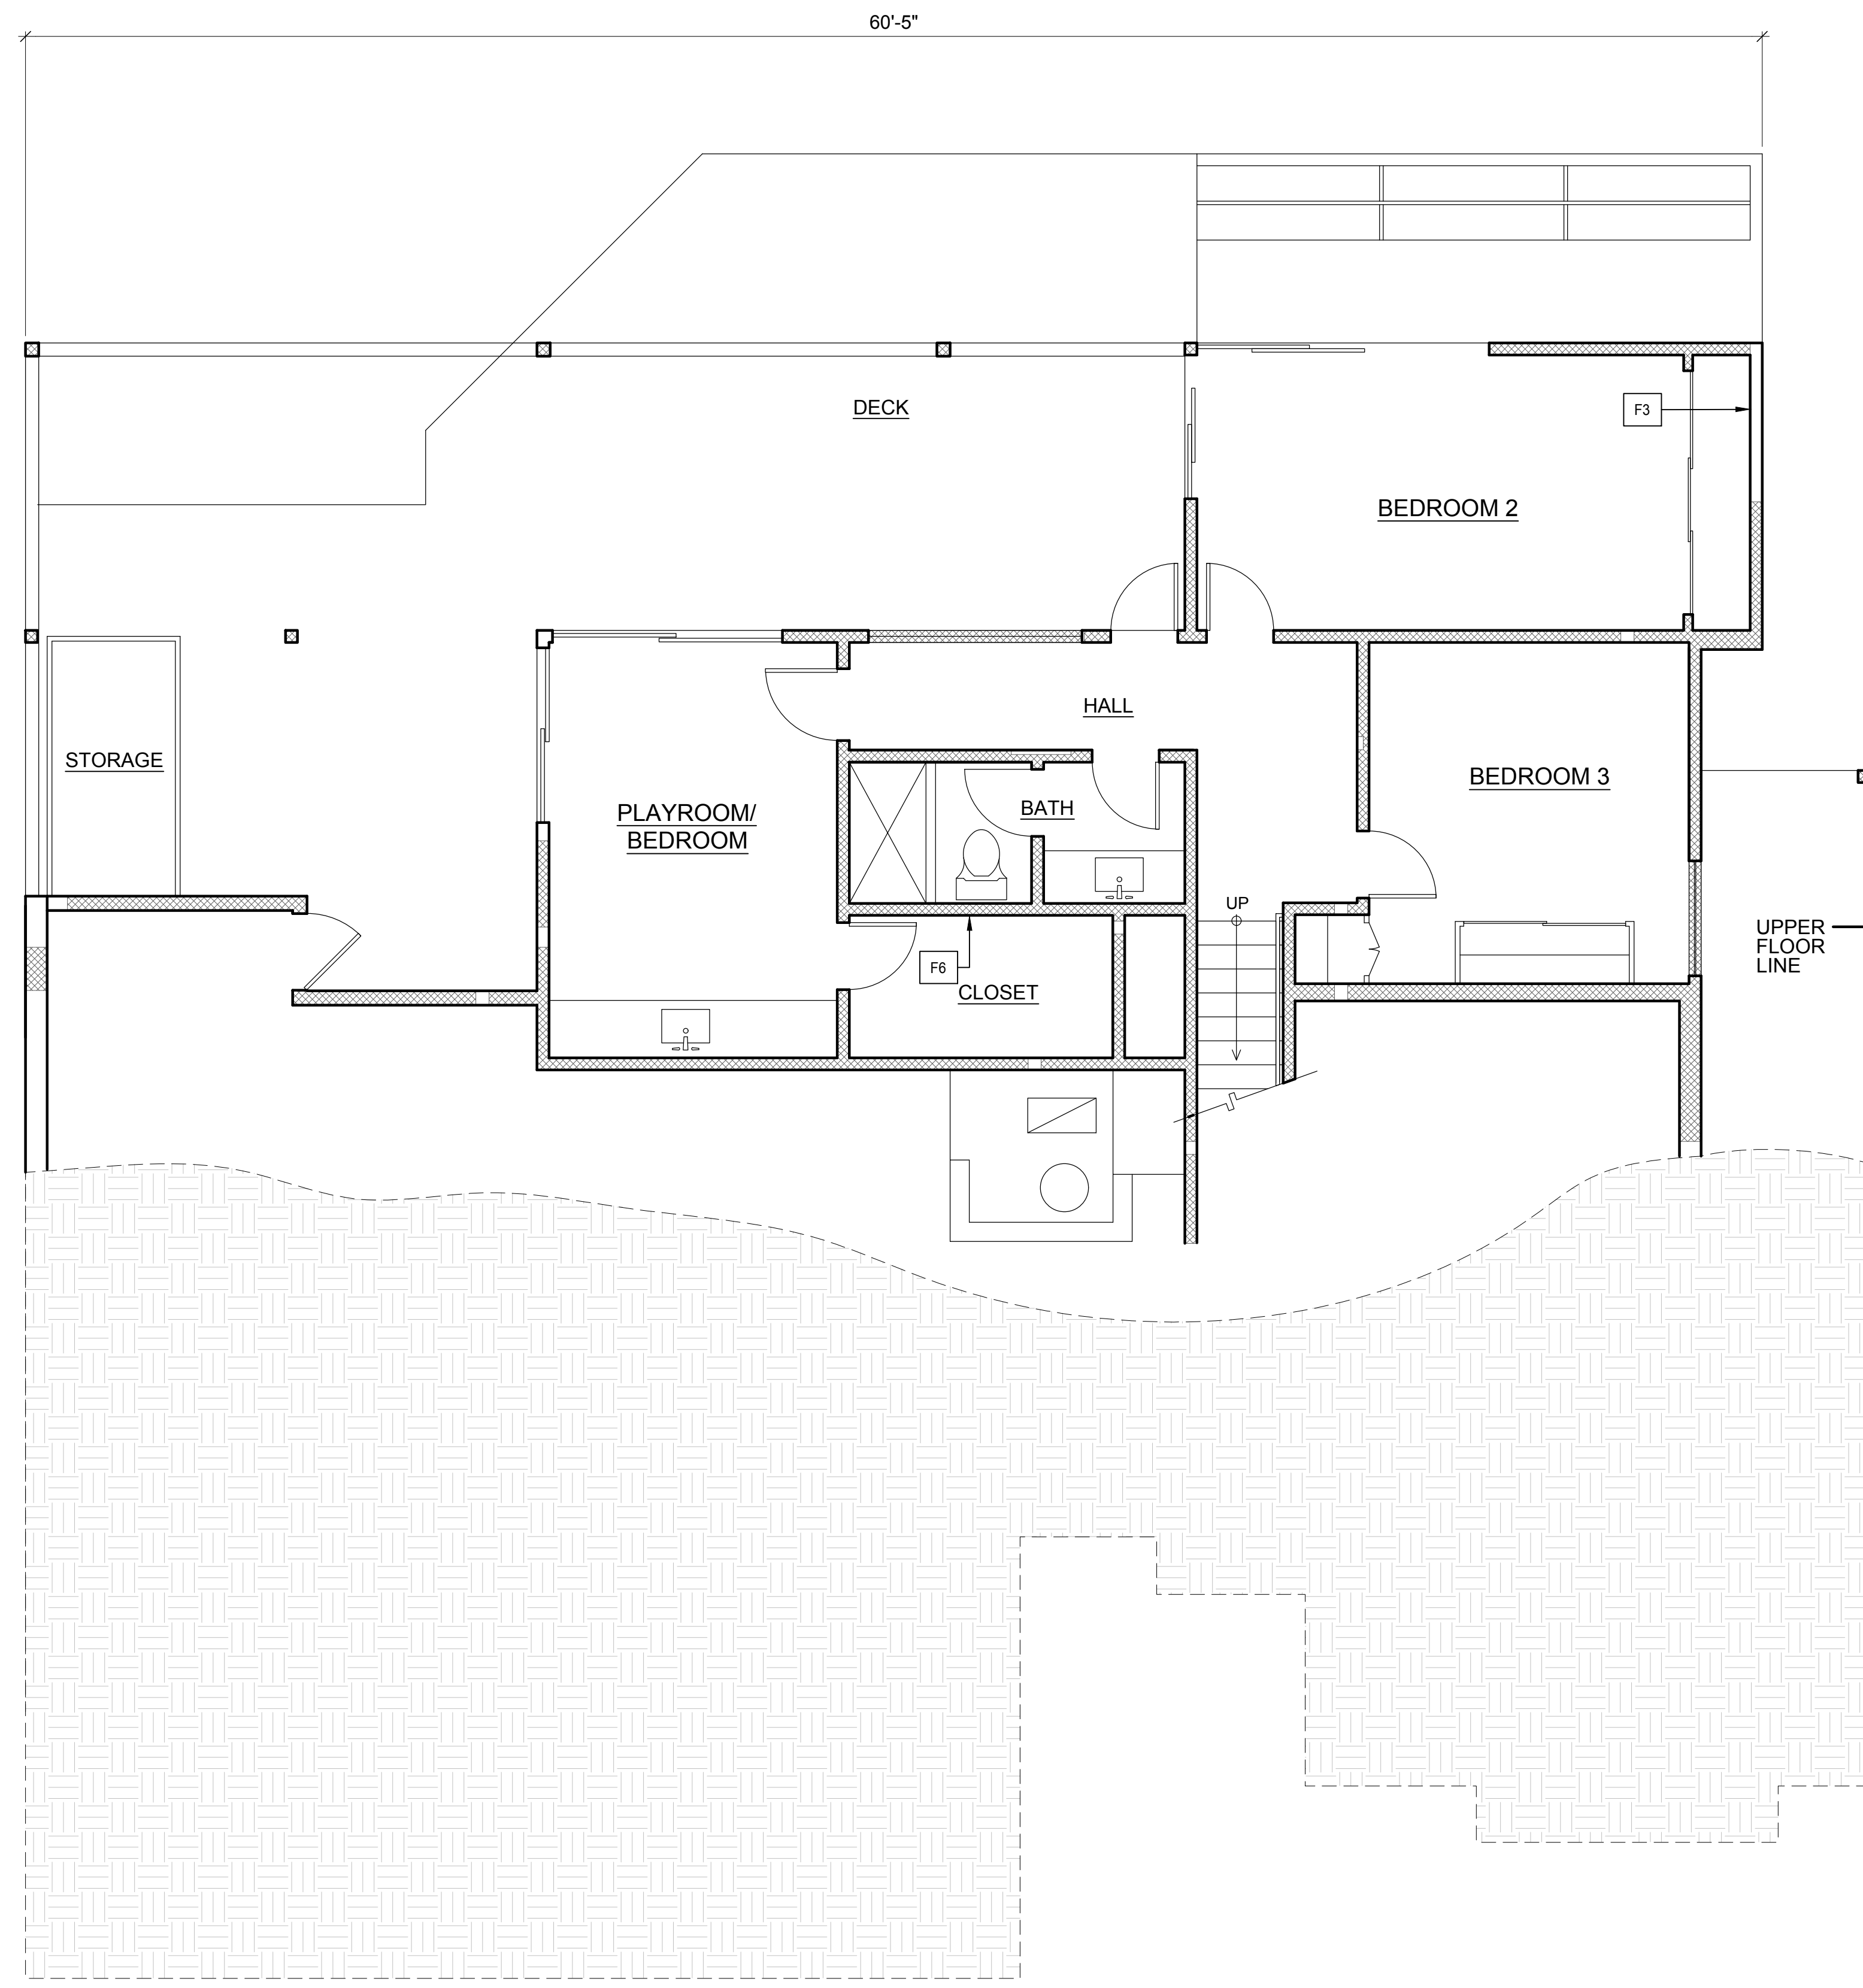 60'-5"
DECK
F3
BEDROOM 2
HALL
STORAGE
BEDROOM 3
PLAYROOM/
BEDROOM
BATH
UP
UPPER
FLOOR
LINE
F6
CLOSET